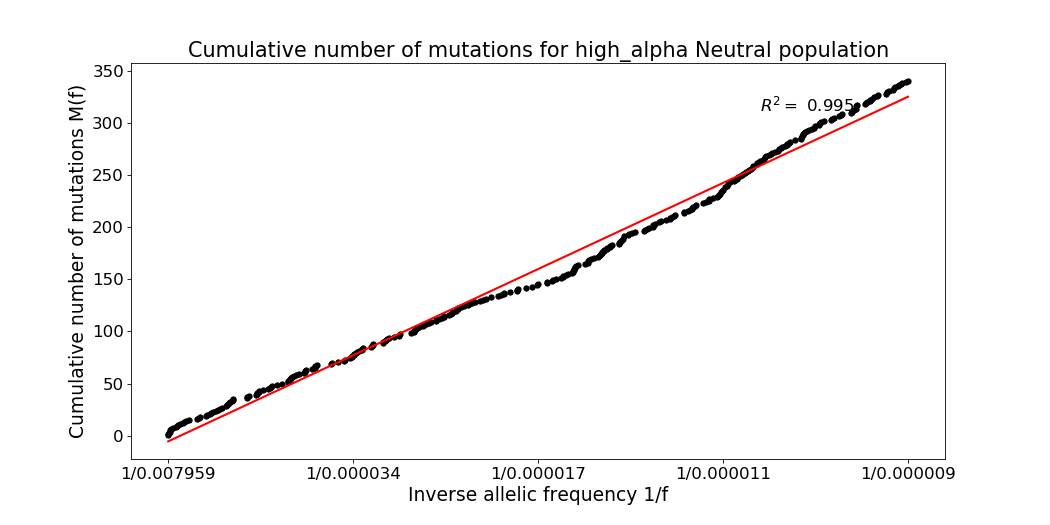 Cumulative number of mutations for high_alpha Neutral population
Cumulative number of mutations M(f)
350
300
250
200
150
100
50
0
R² = 0.995
1/0.007959 1/0.000034 1/0.000017 1/0.000011 1/0.000009
Inverse allelic frequency 1/f